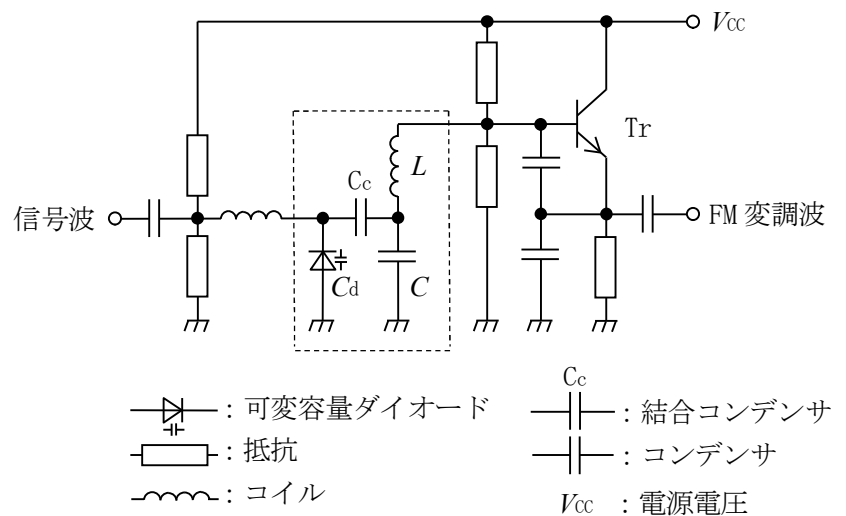 VCC
Tr
L
Cc
信号波
FM 変調波
Cd
C
Cc
：可変容量ダイオード
：結合コンデンサ
：抵抗
：コンデンサ
：コイル
VCC ：電源電圧